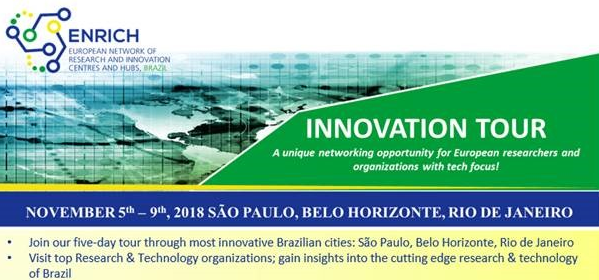 ENRICH
EUROPEAN NETWORK OF
RESEARCH AND INNOVATION
CENTRES AND HUBS, BRAZIL
INNOVATION TOUR
A unique networking opportunity for European researchers and
organizations with tech focus!
NOVEMBER 5th – 9th, 2018 SÃO PAULO, BELO HORIZONTE, RIO DE JANEIRO
• Join our five-day tour through most innovative Brazilian cities: São Paulo, Belo Horizonte, Rio de Janeiro
• Visit top Research & Technology organizations; gain insights into the cutting edge research & technology
of Brazil